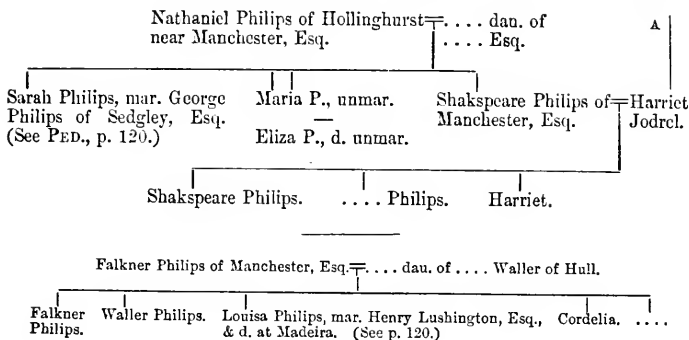 Nathaniel Philips of Hollinghurst .... dau. of A
near Manchester, Esq. .... Esq.
Sarah Philips, mar. George Maria P., unmar. Shakspeare Philips of Harriet
Philips of Sedgley, Esq. — Manchester, Esq. Jodrel.
(See PED., p. 120.) Eliza P., d. unmar.
Shakspeare Philips. .... Philips. Harriet.
Falkner Philips of Manchester, Esq. .... dau. of .... Waller of Hull.
Falkner Waller Philips. Louisa Philips, mar. Henry Lushington, Esq., Cordelia. ....
Philips. & d. at Madeira. (See p. 120.)